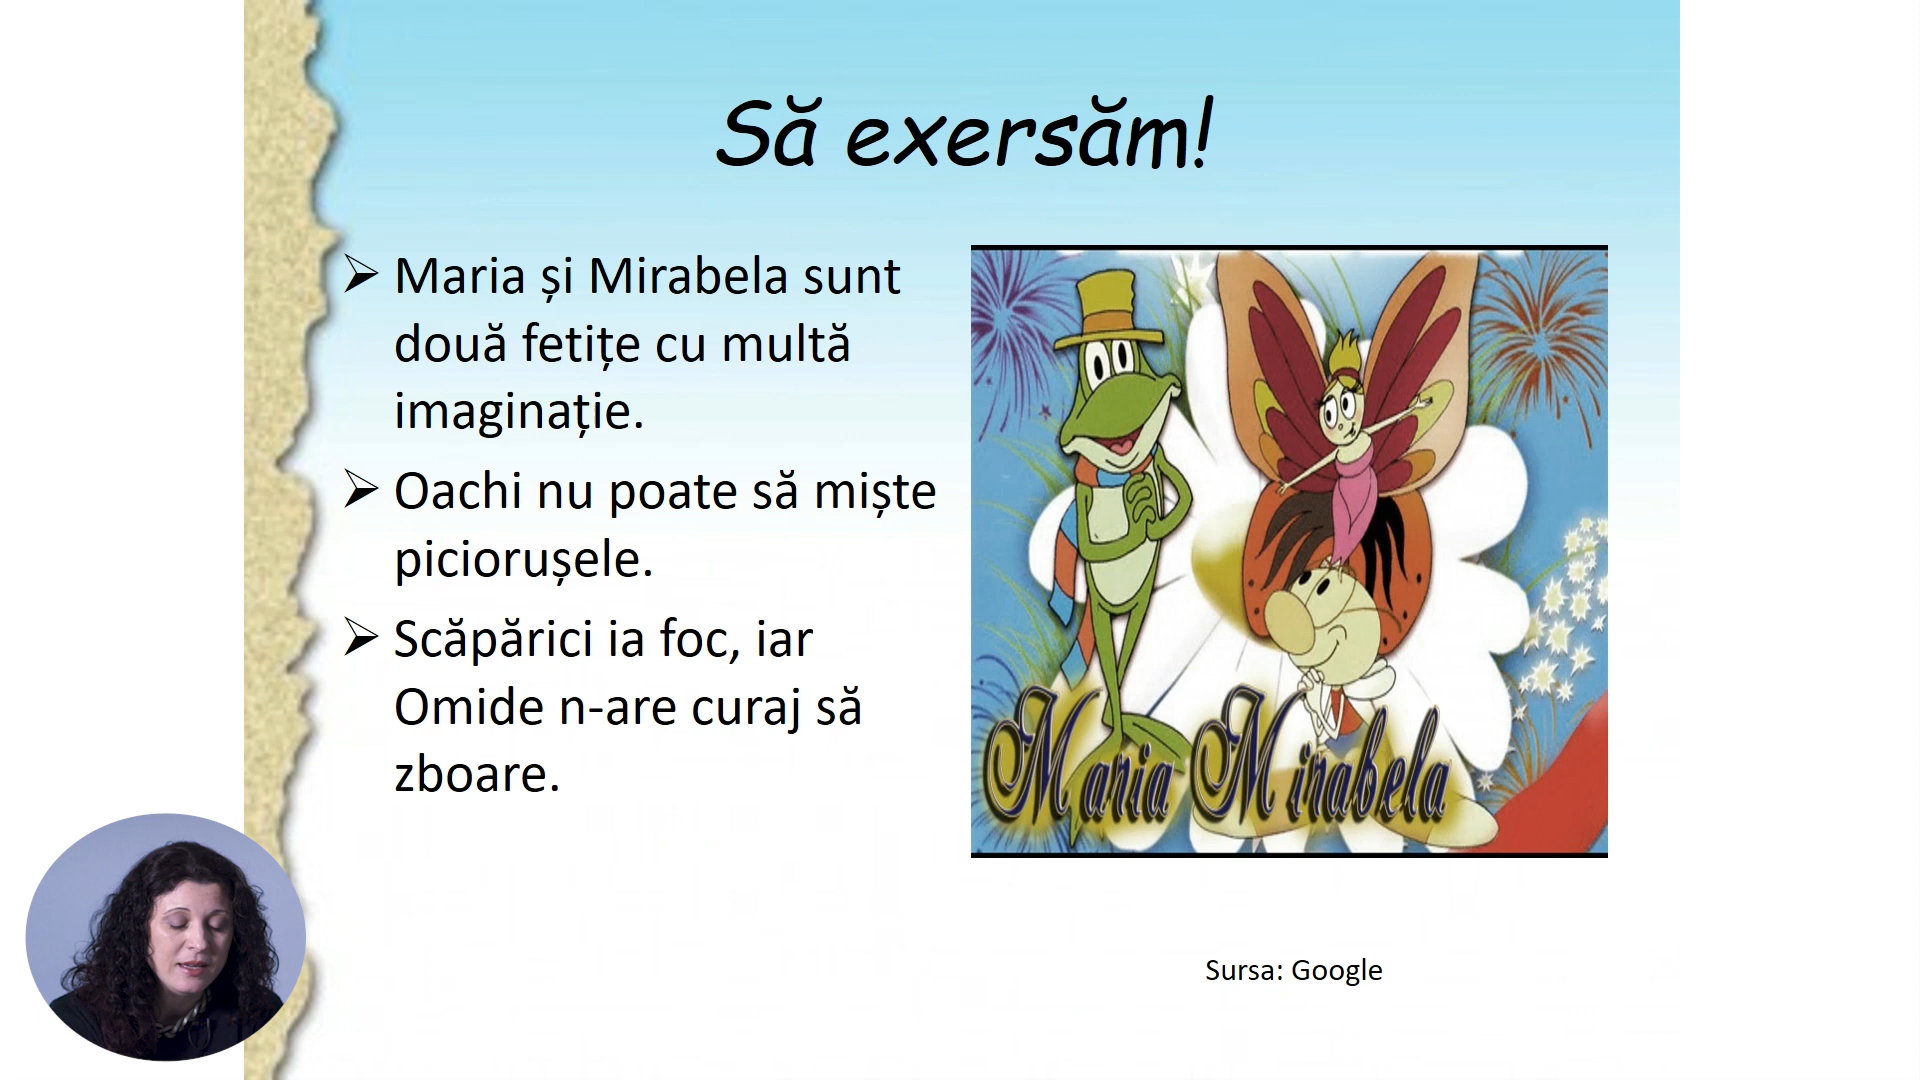 Să exersăm!
Maria și Mirabela sunt
două fetițe cu multă
imaginație.
Oachi nu poate să miște
piciorușele.
Scăpărici ia foc, iar
Omide n-are curaj să
zboare.
Maria Mirabela
Sursa: Google